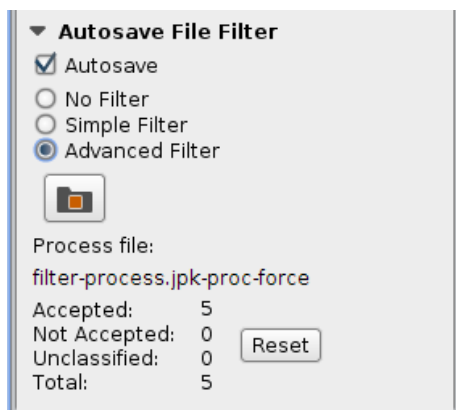 Autosave File Filter
Autosave
No Filter
Simple Filter
Advanced Filter
Process file:
filter-process.jpk-proc-force
Accepted: 5
Not Accepted: 0
Reset
Unclassified: 0
Total: 5